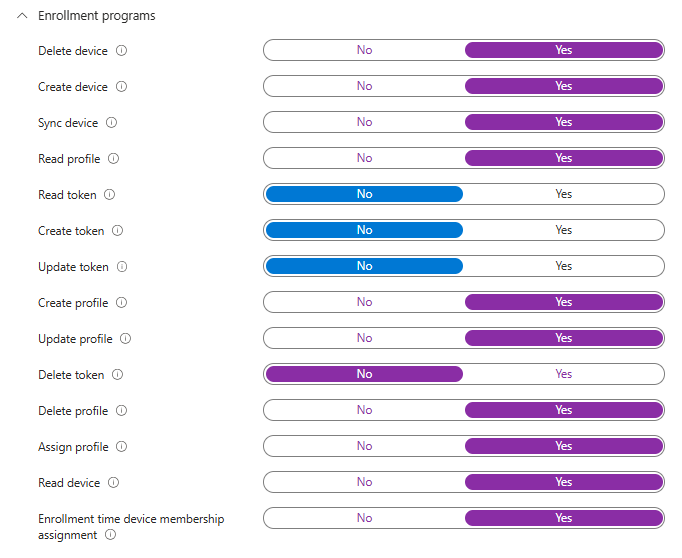 Enrollment programs
Delete device No Yes
Create device No Yes
Sync device No Yes
Read profile No Yes
Read token No Yes
Create token No Yes
Update token No Yes
Create profile No Yes
Update profile No Yes
Delete token No Yes
Delete profile No Yes
Assign profile No Yes
Read device No Yes
Enrollment time device membership No Yes
assignment